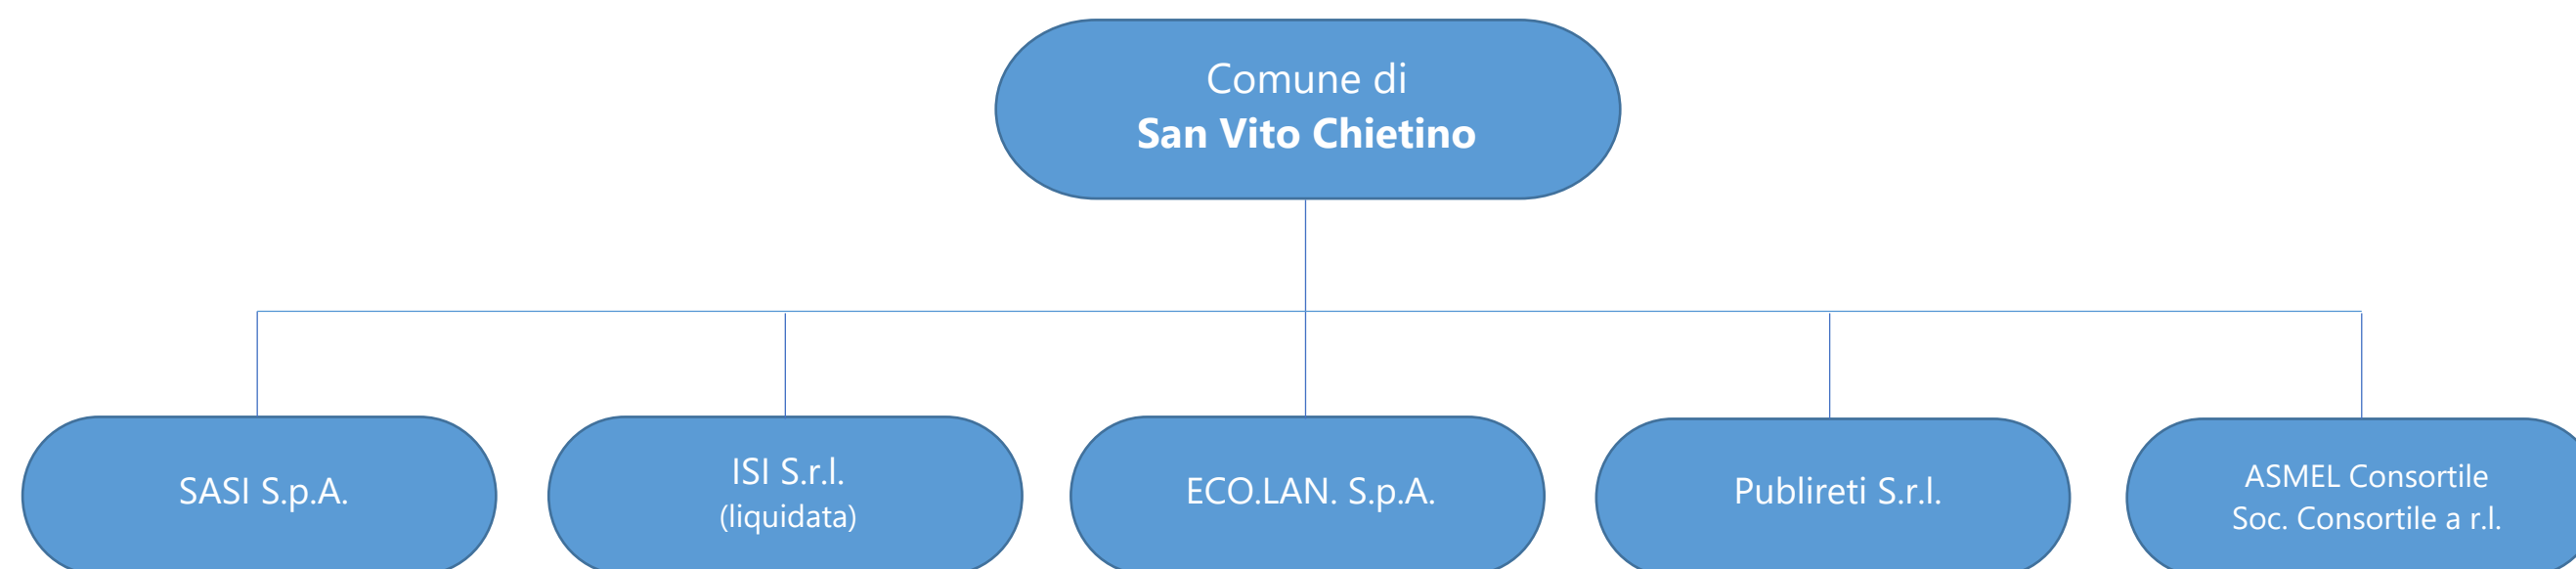 Comune di
San Vito Chietino
SASI S.p.A.
ISI S.r.l.
(liquidata)
ECO.LAN. S.p.A.
Publireti S.r.l.
ASMEL Consortile
Soc. Consortile a r.l.